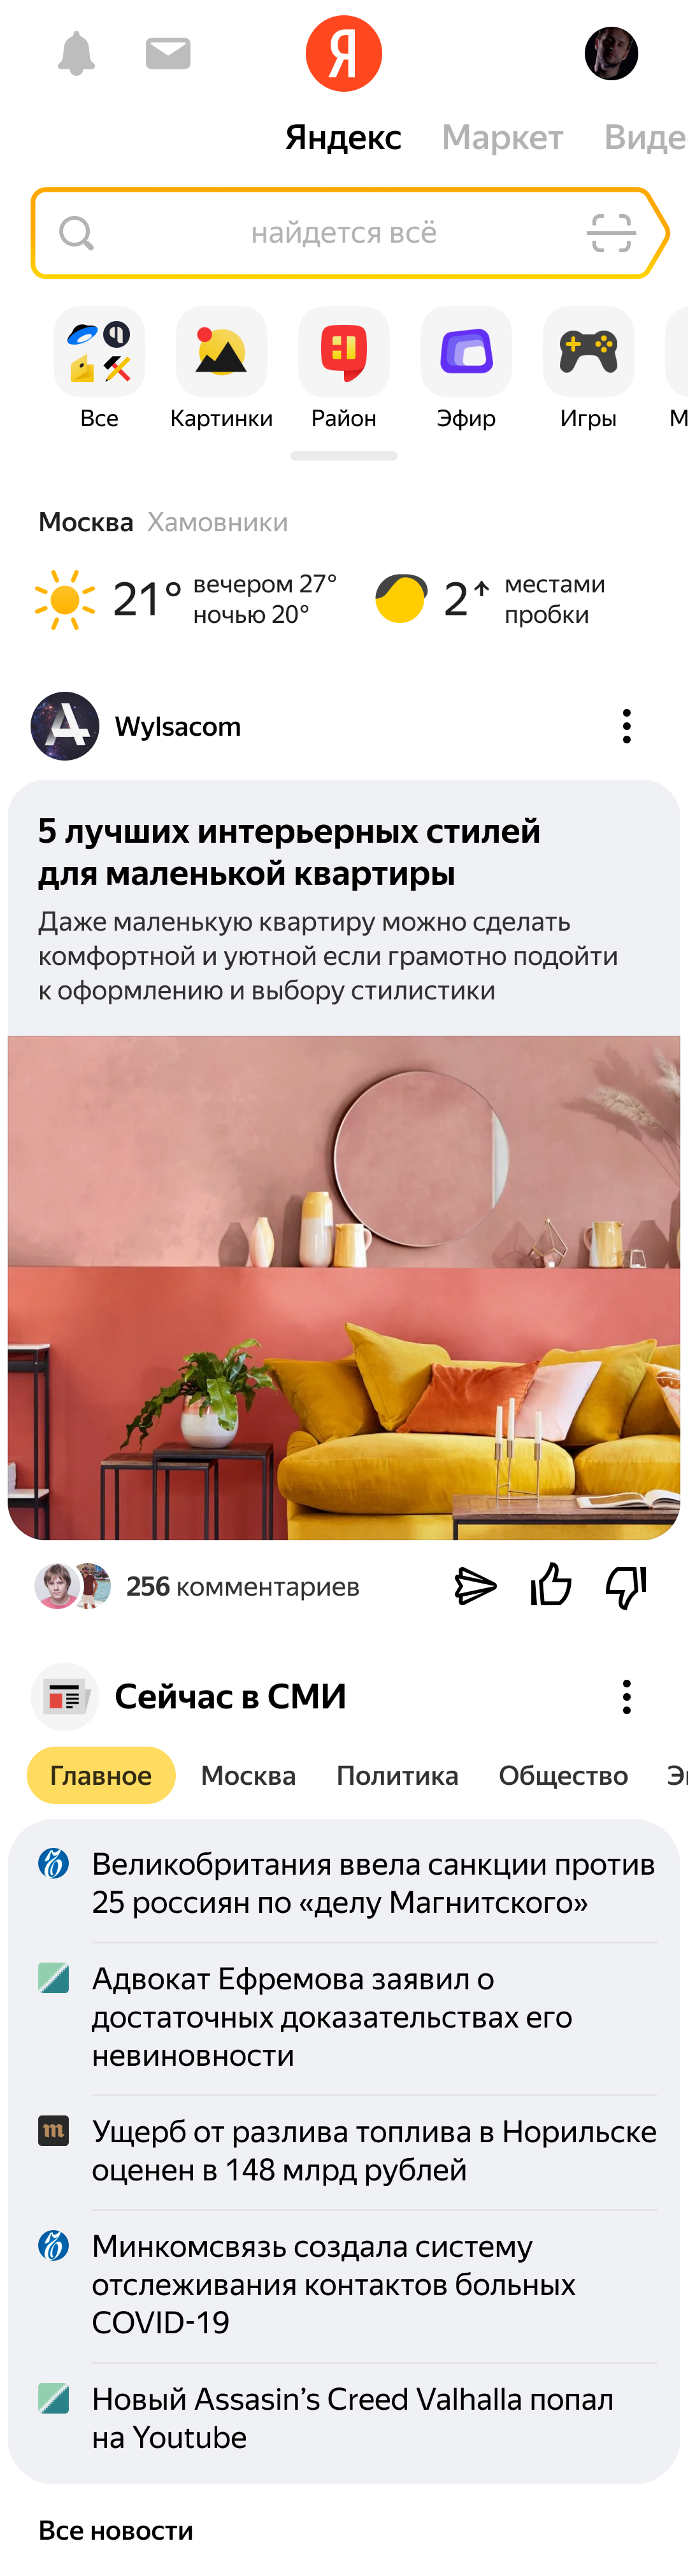 Я
Яндекс Маркет Виде
найдется всё
Все Картинки Район Эфир Игры М
Москва Хамовники
21° вечером 27° 2↑ местами
ночью 20° пробки
Wylsacom
5 лучших интерьерных стилей
для маленькой квартиры
Даже маленькую квартиру можно сделать
комфортной и уютной если грамотно подойти
к оформлению и выбору стилистики
256 комментариев
Сейчас в СМИ
Главное Москва Политика Общество Э
Великобритания ввела санкции против
25 россиян по «делу Магнитского»
Адвокат Ефремова заявил о
достаточных доказательствах его
невиновности
m Ущерб от разлива топлива в Норильске
оценен в 148 млрд рублей
Минкомсвязь создала систему
отслеживания контактов больных
COVID-19
Новый Assasin’s Creed Valhalla попал
на Youtube
Все новости